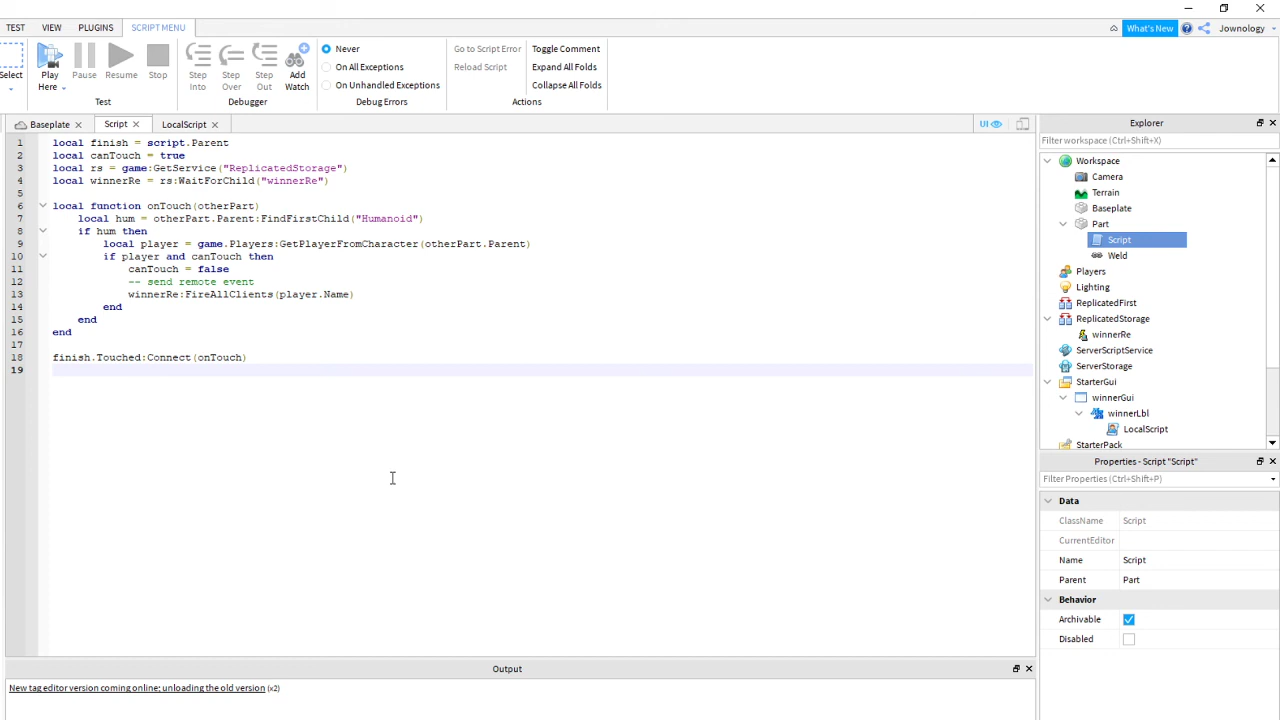 TEST VIEW PLUGINS SCRIPT MENU
What's New Jownology
Select
Play Here
Pause
Resume
Stop
Test
Step Into
Step Over
Step Out
Add Watch
Debugger
Never
On All Exceptions
On Unhandled Exceptions
Debug Errors
Go to Script Error
Reload Script
Toggle Comment
Expand All Folds
Collapse All Folds
Actions
Baseplate Script LocalScript
UI
1 local finish = script.Parent
2 local canTouch = true
3 local rs = game:GetService("ReplicatedStorage")
4 local winnerRe = rs:WaitForChild("winnerRe")
5
6 local function onTouch(otherPart)
7 local hum = otherPart.Parent:FindFirstChild("Humanoid")
8 if hum then
9 local player = game.Players:GetPlayerFromCharacter(otherPart.Parent)
10 if player and canTouch then
11 canTouch = false
12 -- send remote event
13 winnerRe:FireAllClients(player.Name)
14 end
15 end
16 end
17
18 finish.Touched:Connect(onTouch)
19
Output
New tag editor version coming online; unloading the old version (x2)
Explorer
Filter workspace (Ctrl+Shift+X)
Workspace
Camera
Terrain
Baseplate
Part
Script
Weld
Players
Lighting
ReplicatedFirst
ReplicatedStorage
winnerRe
ServerScriptService
ServerStorage
StarterGui
winnerGui
winnerLbl
LocalScript
StarterPack
Properties - Script "Script"
Filter Properties (Ctrl+Shift+P)
Data
ClassName Script
CurrentEditor
Name Script
Parent Part
Behavior
Archivable
Disabled